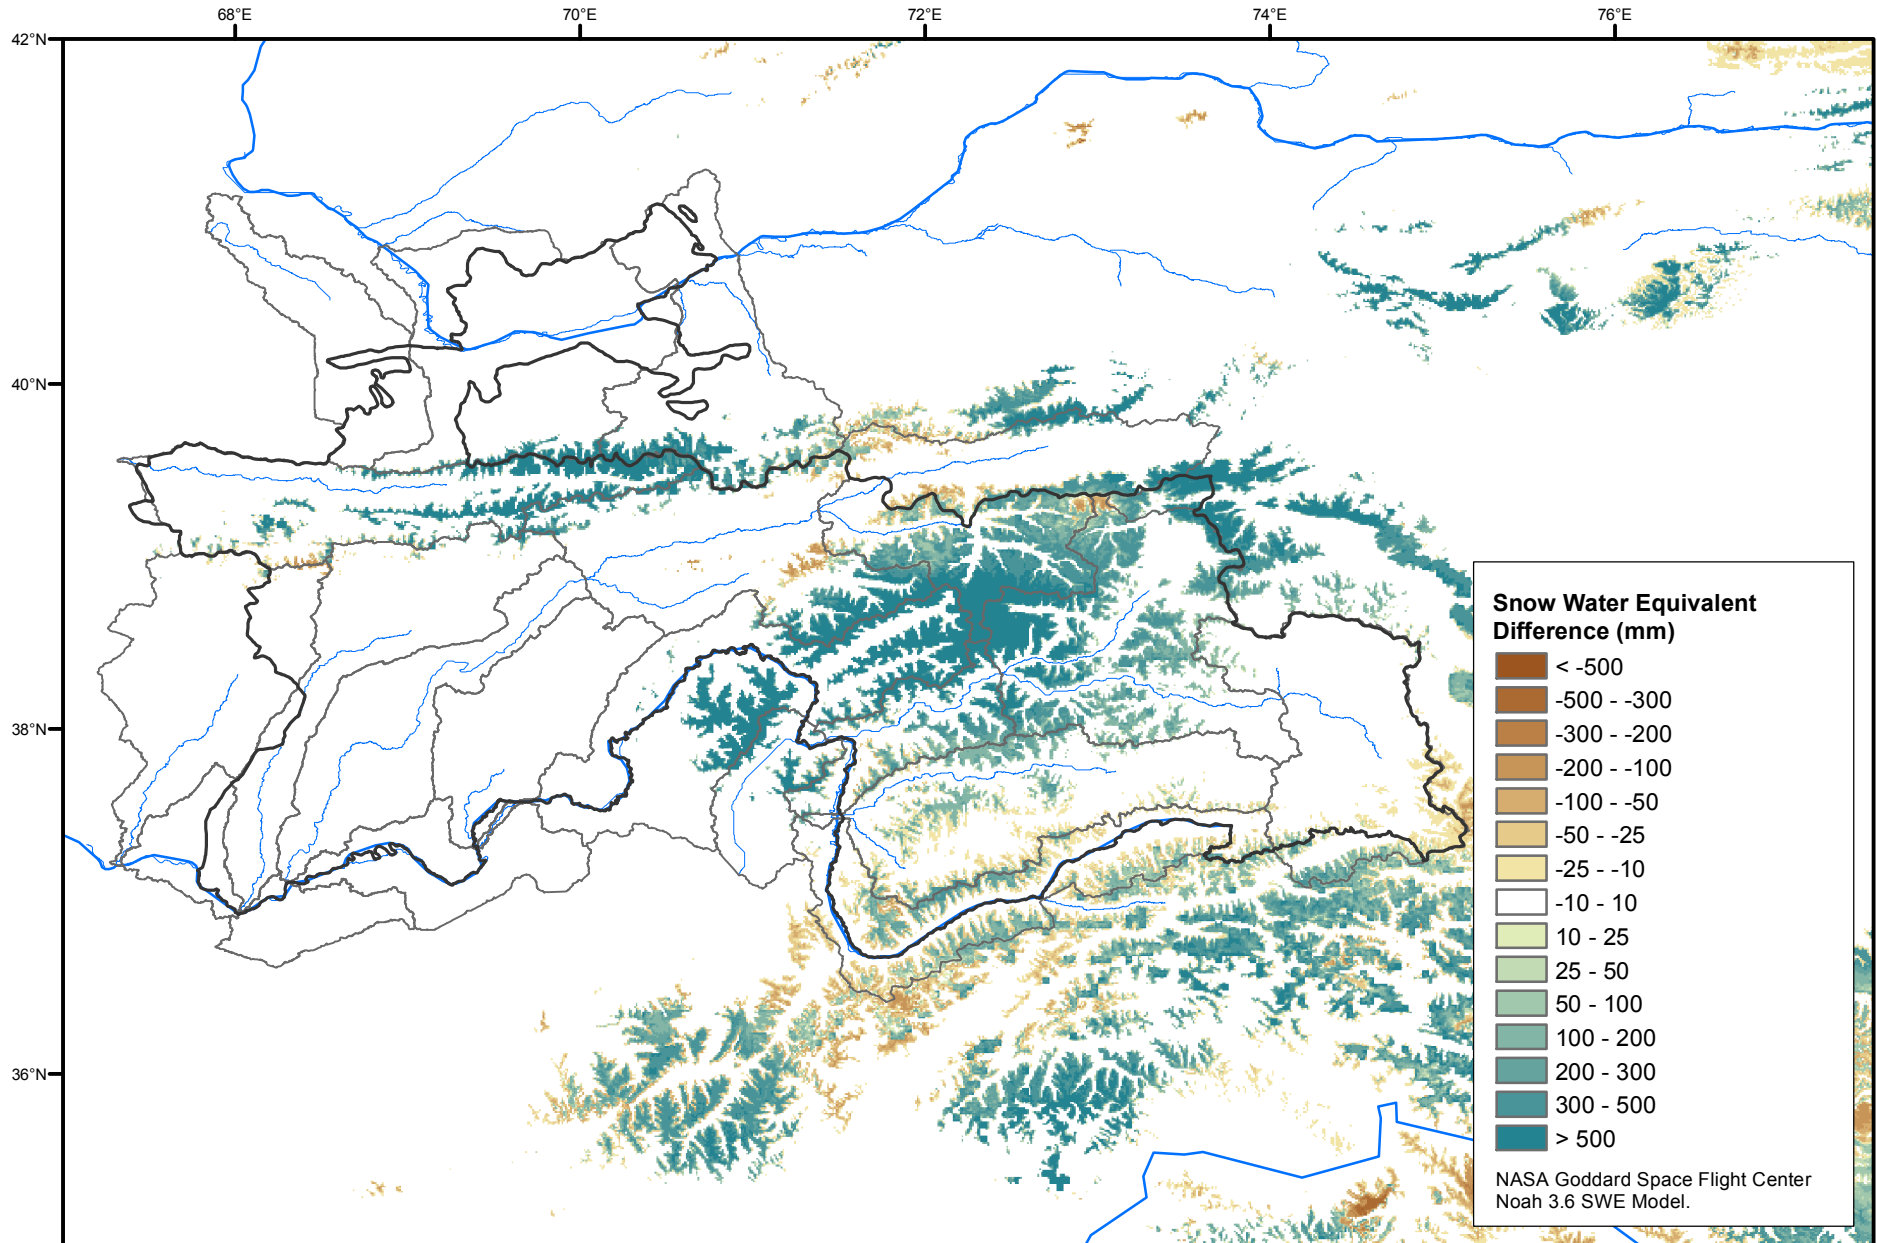 68°E 70°E 72°E 74°E 76°E
42°N
40°N
38°N
36°N
Snow Water Equivalent
Difference (mm)
< -500
-500 - -300
-300 - -200
-200 - -100
-100 - -50
-50 - -25
-25 - -10
-10 - 10
10 - 25
25 - 50
50 - 100
100 - 200
200 - 300
300 - 500
> 500
NASA Goddard Space Flight Center
Noah 3.6 SWE Model.